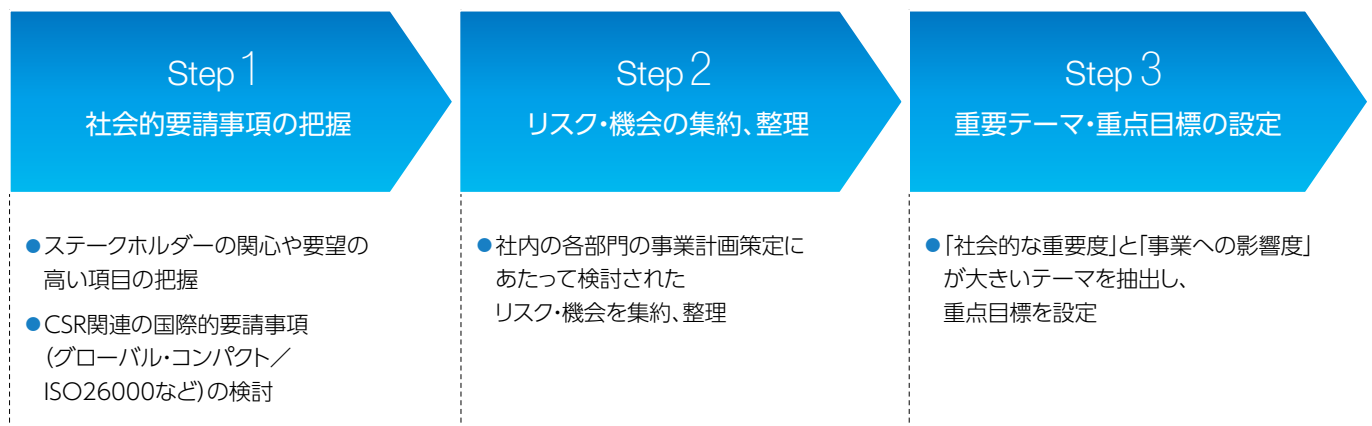 Step 1
社会的要請事項の把握
●ステークホルダーの関心や要望の
高い項目の把握
●CSR関連の国際的要請事項
(グローバル・コンパクト／
ISO26000など)の検討
Step 2
リスク・機会の集約、整理
●社内の各部門の事業計画策定に
あたって検討された
リスク・機会を集約、整理
Step 3
重要テーマ・重点目標の設定
●「社会的な重要度」と「事業への影響度」
が大きいテーマを抽出し、
重点目標を設定